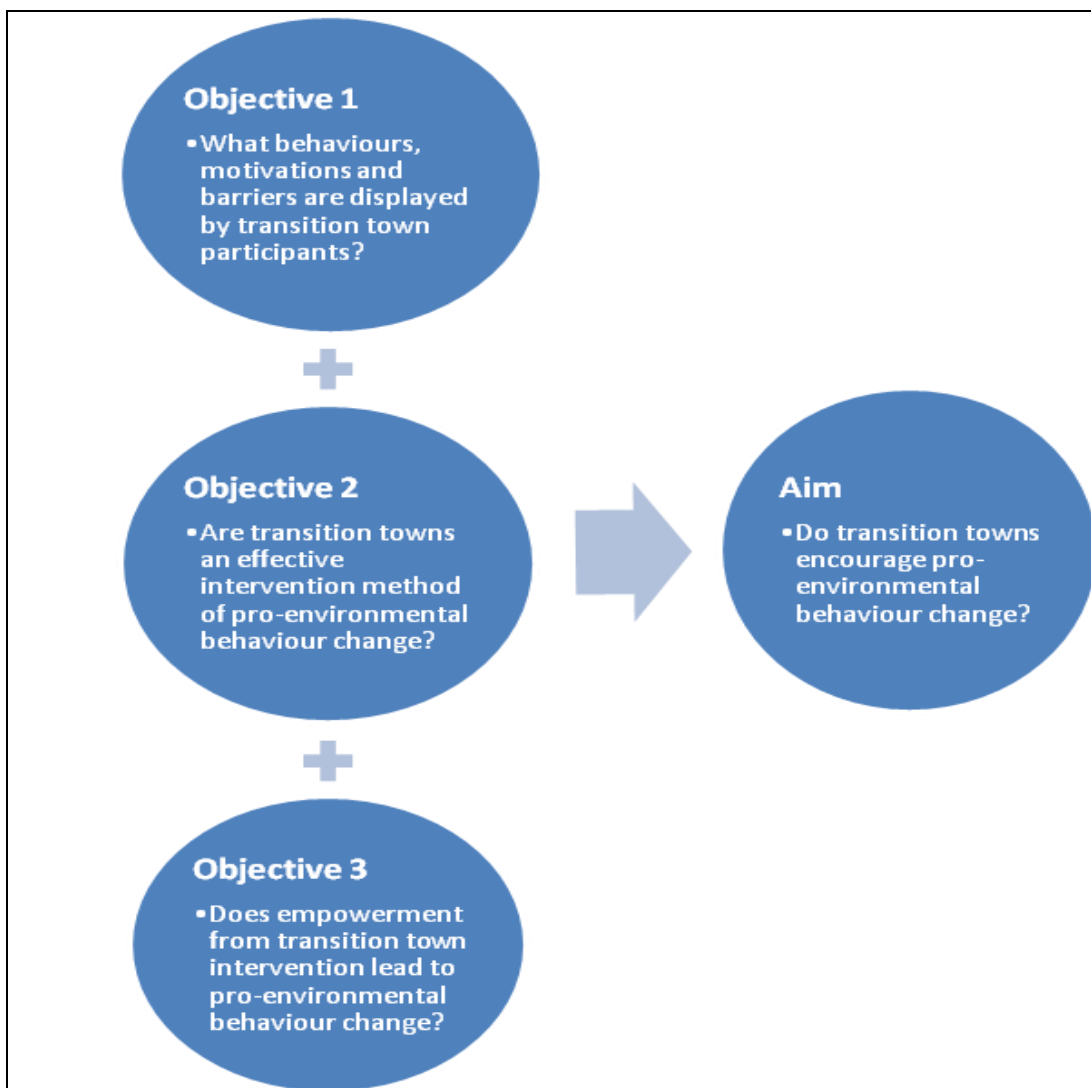 Objective 1
•What behaviours,
motivations and
barriers are displayed
by transition town
participants?
Objective 2
•Are transition towns
an effective
intervention method
of pro-environmental
behaviour change?
Objective 3
•Does empowerment
from transition town
intervention lead to
pro-environmental
behaviour change?
Aim
•Do transition towns
encourage pro-
environmental
behaviour change?